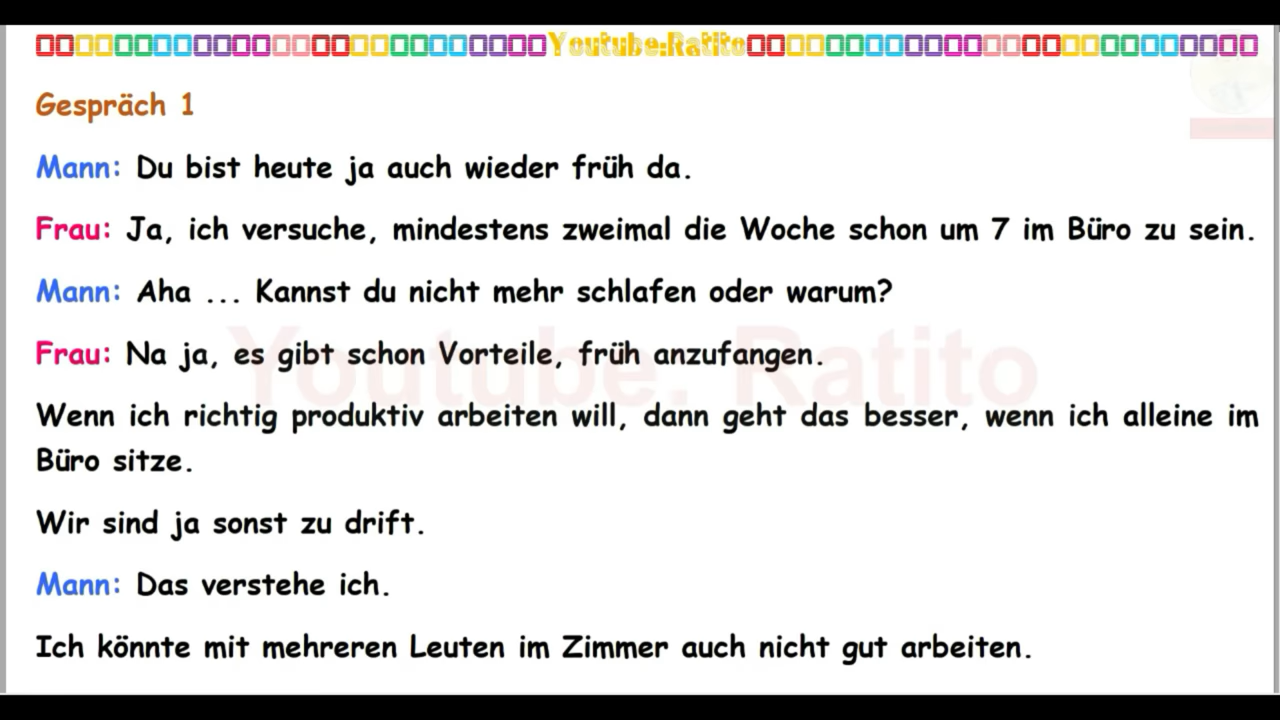 Youtube:Ratito
Gespräch 1
Mann: Du bist heute ja auch wieder früh da.
Frau: Ja, ich versuche, mindestens zweimal die Woche schon um 7 im Büro zu sein.
Mann: Aha ... Kannst du nicht mehr schlafen oder warum?
Frau: Na ja, es gibt schon Vorteile, früh anzufangen.
Youtube. Ratito
Wenn ich richtig produktiv arbeiten will, dann geht das besser, wenn ich alleine im
Büro sitze.
Wir sind ja sonst zu drift.
Mann: Das verstehe ich.
Ich könnte mit mehreren Leuten im Zimmer auch nicht gut arbeiten.